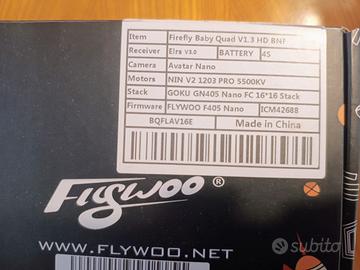 Item Firefly Baby Quad V1.3 HD BNF
Receiver Elrs V3.0 BATTERY 4S
Camera Avatar Nano
Motors NIN V2 1203 PRO 5500KV
Stack GOKU GN405 Nano FC 16*16 Stack
Firmware FLYWOO F405 Nano ICM42688
BQFLAV16E Made in China
Flywoo ®
WWW.FLYWOO.NET
subito